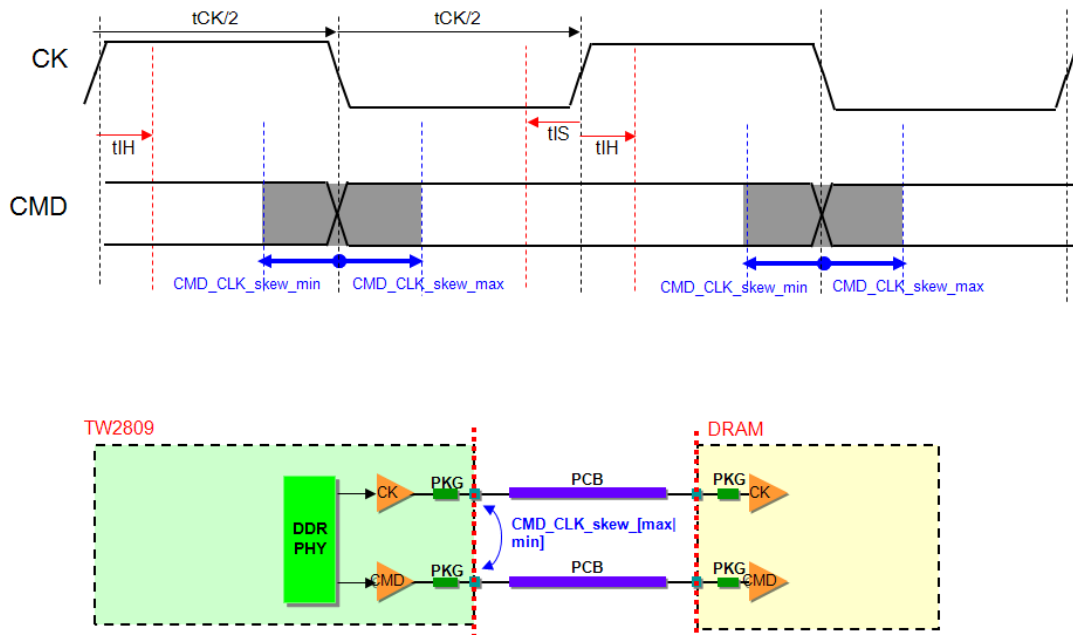 tCK/2 tCK/2
CK
tIH tIS tIH
CMD
CMD_CLK_skew_min CMD_CLK_skew_max CMD_CLK_skew_min CMD_CLK_skew_max
TW2809 DRAM
PKG PCB PKG
CK CK
DDR
PHY
CMD_CLK_skew_[max|
min]
PKG PCB PKG
CMD CMD